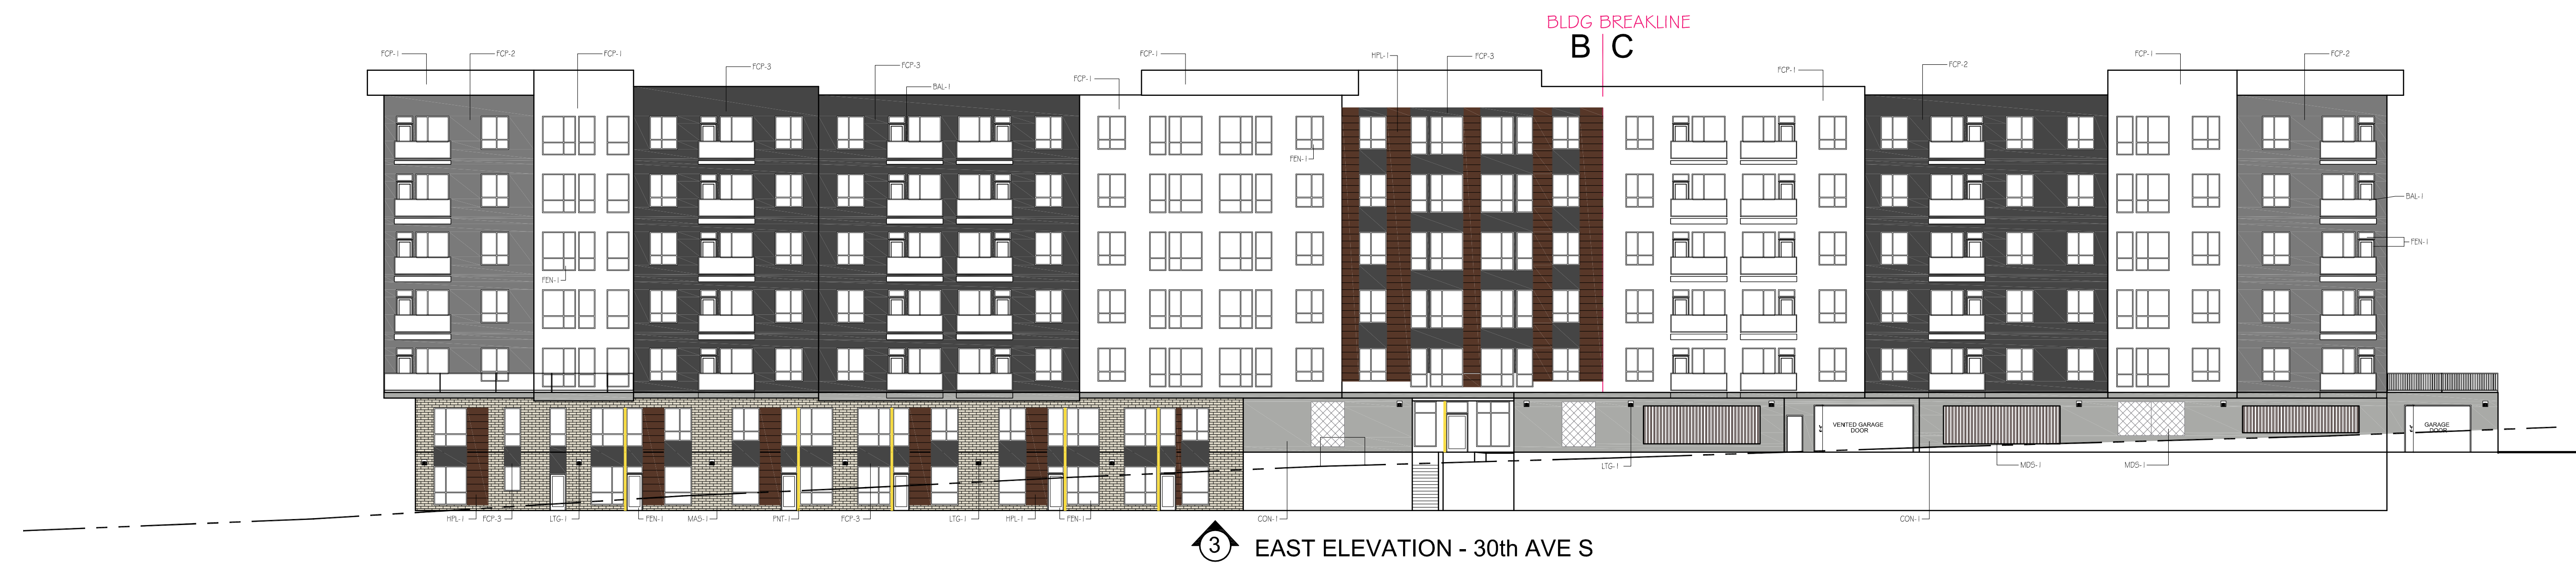 BLDG BREAKLINE
B C
FCP-1
FCP-2
FCP-1
FCP-3
FCP-3
BAL-1
FCP-1
FCP-1
HPL-1
FCP-3
FCP-1
FCP-2
FCP-1
FCP-2
FEN-1
BAL-1
FEN-1
FEN-1
VENTED GARAGE
DOOR
GARAGE
DOOR
LTG-1
MDS-1
MDS-1
HPL-1
FCP-3
LTG-1
FEN-1
MAS-1
PNT-1
FCP-3
LTG-1
HPL-1
FEN-1
CON-1
CON-1
3 EAST ELEVATION - 30th AVE S